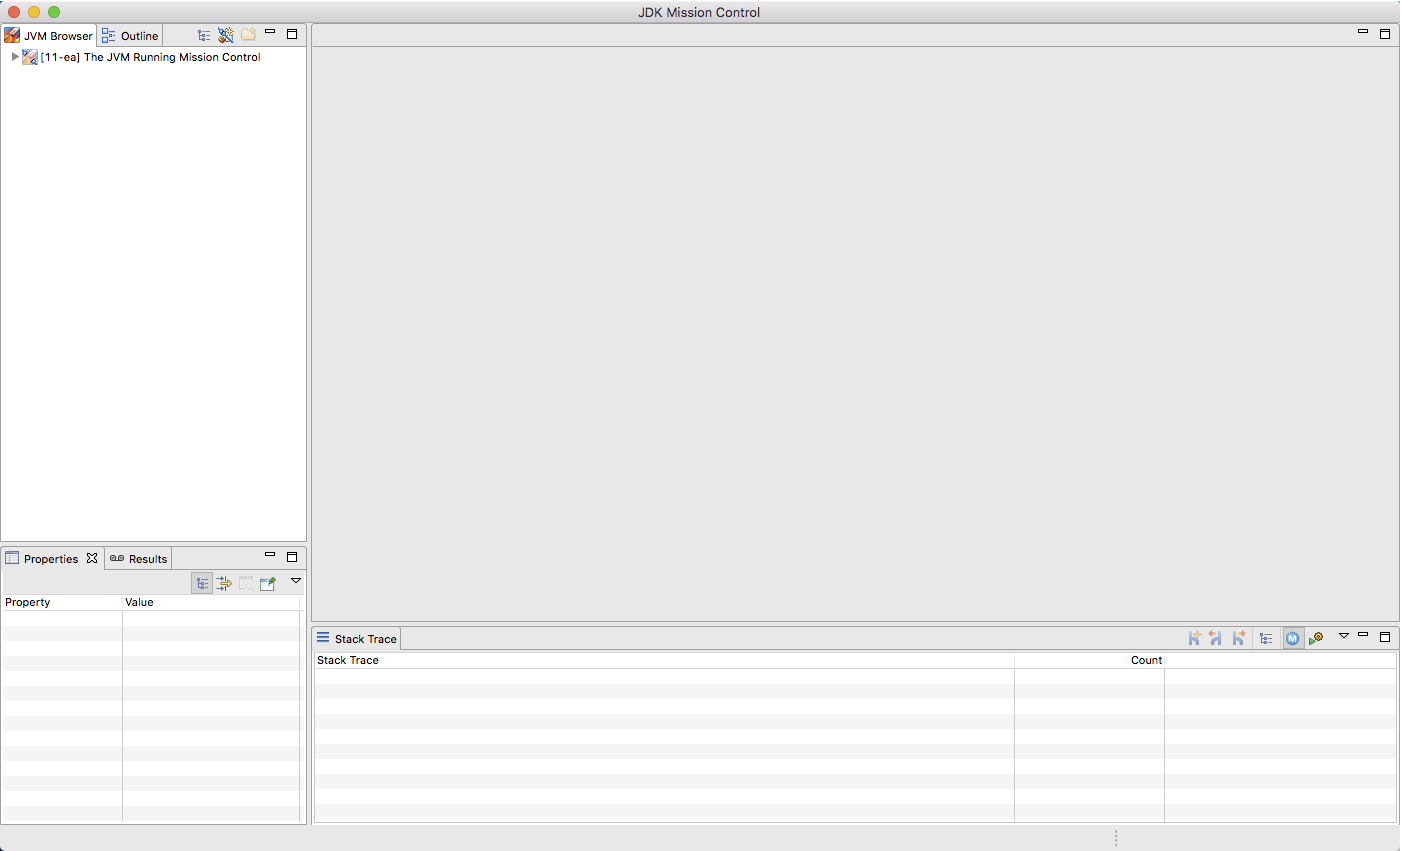 JDK Mission Control
JVM Browser
Outline
[11-ea] The JVM Running Mission Control
Properties
Results
Property Value
Stack Trace
M
Stack Trace Count